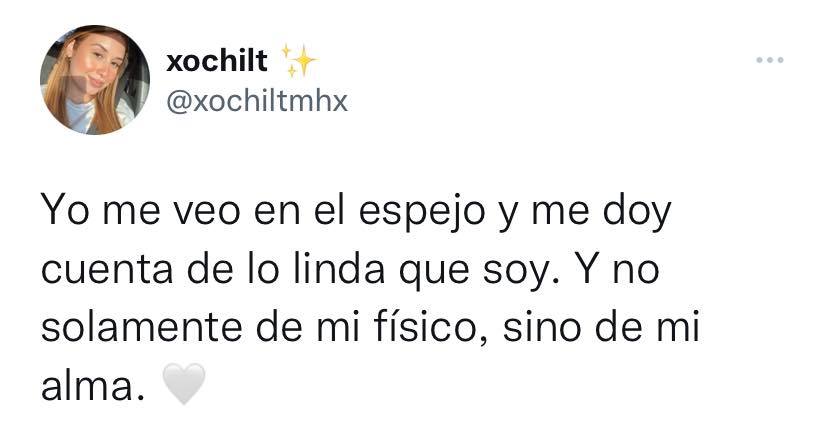 xochilt ✨
@xochiltmhx
Yo me veo en el espejo y me doy
cuenta de lo linda que soy. Y no
solamente de mi físico, sino de mi
alma. 🤍